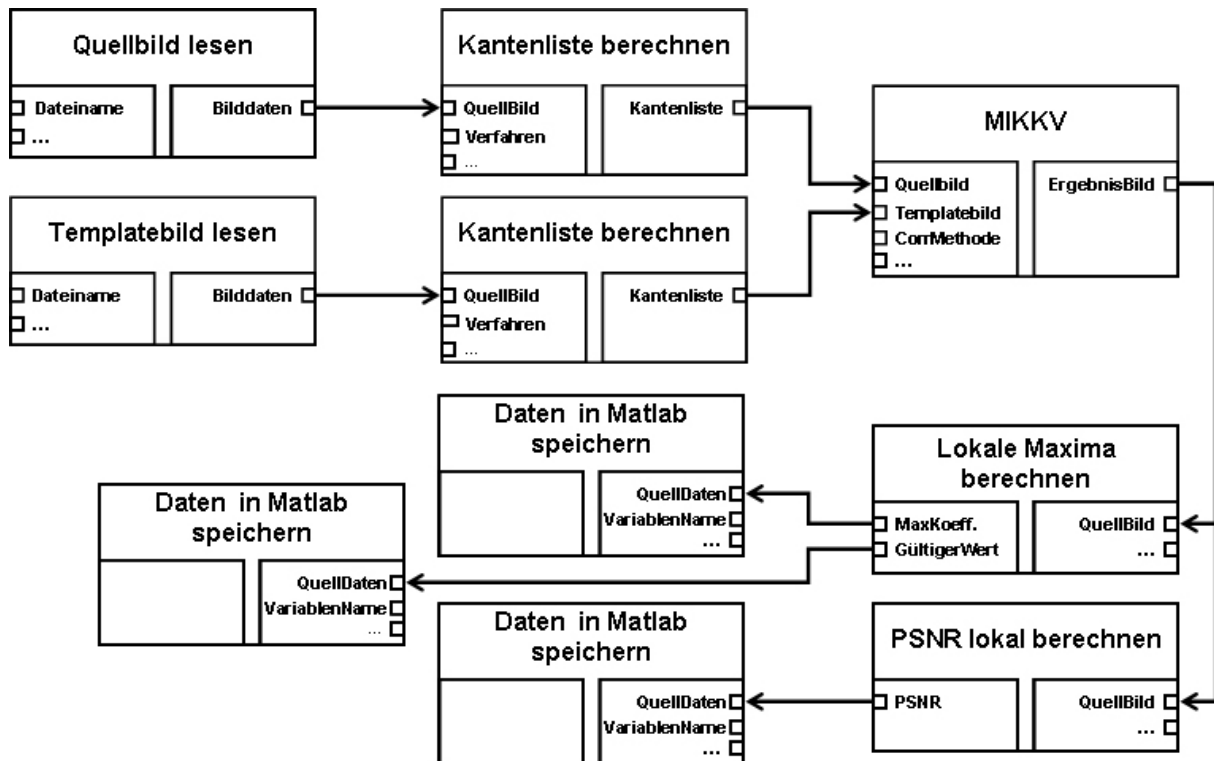 Quellbild lesen
Dateiname
...
Bilddaten
Kantenliste berechnen
QuellBild
Verfahren
...
Kantenliste
Templatebild lesen
Dateiname
...
Bilddaten
Kantenliste berechnen
QuellBild
Verfahren
...
Kantenliste
MIKKV
Quellbild
Templatebild
CorrMethode
...
ErgebnisBild
Lokale Maxima
berechnen
MaxKoeff.
GültigerWert
QuellBild
...
Daten in Matlab
speichern
QuellDaten
VariablenName
...
Daten in Matlab
speichern
QuellDaten
VariablenName
...
PSNR lokal berechnen
PSNR
QuellBild
...
Daten in Matlab
speichern
QuellDaten
VariablenName
...